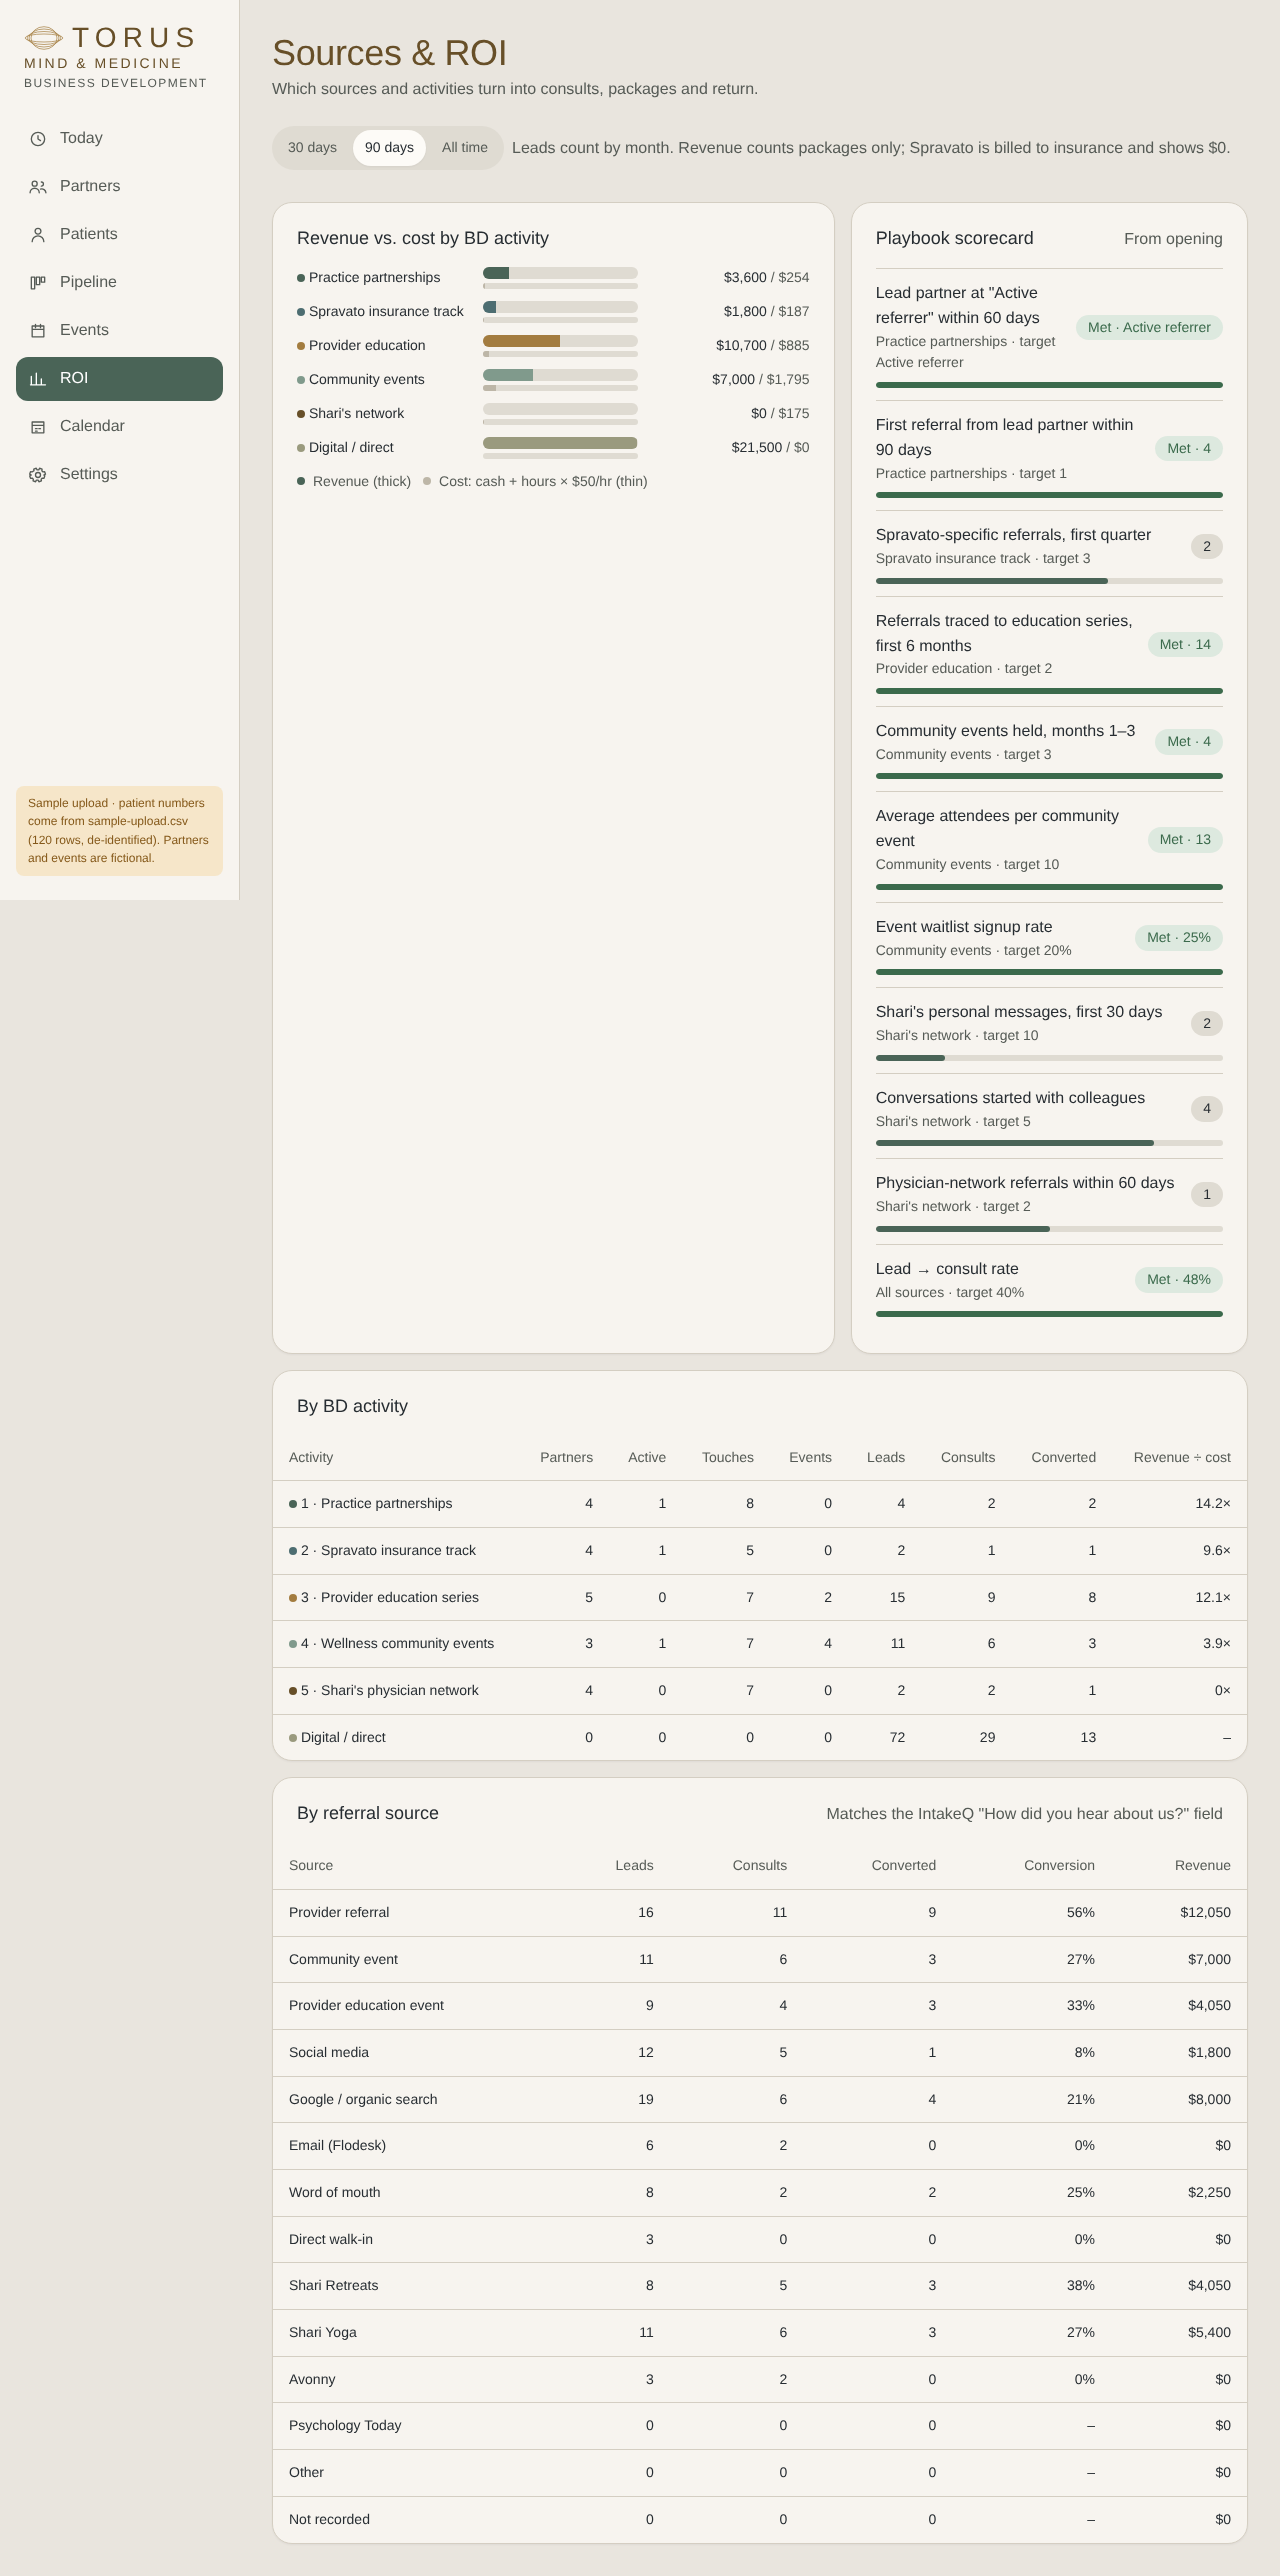 TORUS
MIND & MEDICINE
BUSINESS DEVELOPMENT
Today
Partners
Patients
Pipeline
Events
ROI
Calendar
Settings
Sample upload · patient numbers
come from sample-upload.csv
(120 rows, de-identified). Partners
and events are fictional.
Sources & ROI
Which sources and activities turn into consults, packages and return.
30 days 90 days All time Leads count by month. Revenue counts packages only; Spravato is billed to insurance and shows $0.
Revenue vs. cost by BD activity
Practice partnerships $3,600 / $254
Spravato insurance track $1,800 / $187
Provider education $10,700 / $885
Community events $7,000 / $1,795
Shari's network $0 / $175
Digital / direct $21,500 / $0
Revenue (thick) Cost: cash + hours × $50/hr (thin)
Playbook scorecard From opening
Lead partner at "Active
referrer" within 60 days
Practice partnerships · target
Active referrer
Met · Active referrer
First referral from lead partner within
90 days
Practice partnerships · target 1
Met · 4
Spravato-specific referrals, first quarter
Spravato insurance track · target 3
2
Referrals traced to education series,
first 6 months
Provider education · target 2
Met · 14
Community events held, months 1–3
Community events · target 3
Met · 4
Average attendees per community
event
Community events · target 10
Met · 13
Event waitlist signup rate
Community events · target 20%
Met · 25%
Shari's personal messages, first 30 days
Shari's network · target 10
2
Conversations started with colleagues
Shari's network · target 5
4
Physician-network referrals within 60 days
Shari's network · target 2
1
Lead → consult rate
All sources · target 40%
Met · 48%
By BD activity
Activity Partners Active Touches Events Leads Consults Converted Revenue ÷ cost
1 · Practice partnerships 4 1 8 0 4 2 2 14.2×
2 · Spravato insurance track 4 1 5 0 2 1 1 9.6×
3 · Provider education series 5 0 7 2 15 9 8 12.1×
4 · Wellness community events 3 1 7 4 11 6 3 3.9×
5 · Shari's physician network 4 0 7 0 2 2 1 0×
Digital / direct 0 0 0 0 72 29 13 –
By referral source Matches the IntakeQ "How did you hear about us?" field
Source Leads Consults Converted Conversion Revenue
Provider referral 16 11 9 56% $12,050
Community event 11 6 3 27% $7,000
Provider education event 9 4 3 33% $4,050
Social media 12 5 1 8% $1,800
Google / organic search 19 6 4 21% $8,000
Email (Flodesk) 6 2 0 0% $0
Word of mouth 8 2 2 25% $2,250
Direct walk-in 3 0 0 0% $0
Shari Retreats 8 5 3 38% $4,050
Shari Yoga 11 6 3 27% $5,400
Avonny 3 2 0 0% $0
Psychology Today 0 0 0 – $0
Other 0 0 0 – $0
Not recorded 0 0 0 – $0